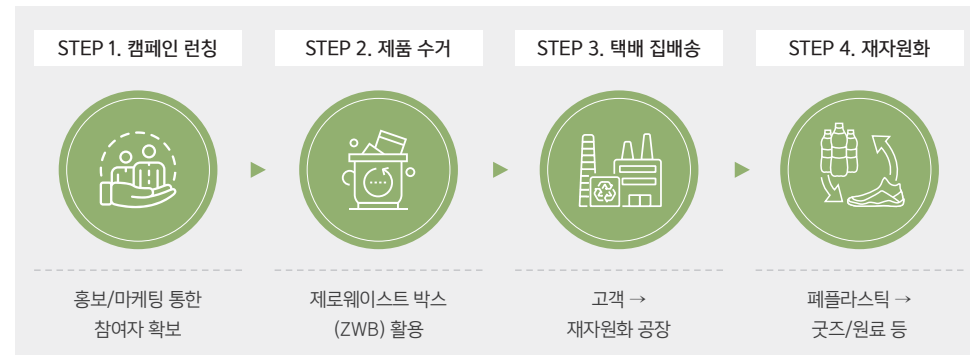 STEP 1. 캠페인 런칭
STEP 2. 제품 수거
STEP 3. 택배 집배송
STEP 4. 재자원화
홍보/마케팅 통한
참여자 확보
제로웨이스트 박스
(ZWB) 활용
고객 →
재자원화 공장
폐플라스틱 →
굿즈/원료 등